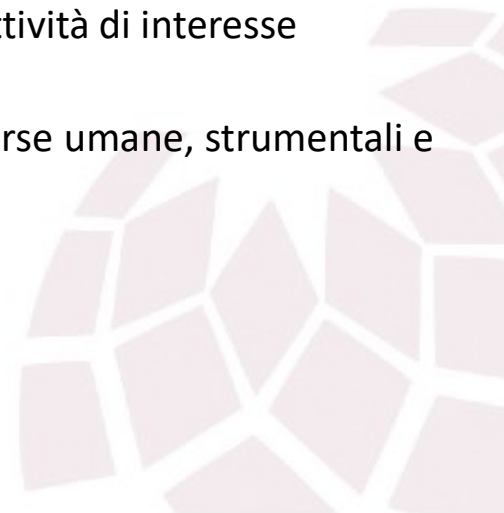 ttività di interesse
rse umane, strumentali e